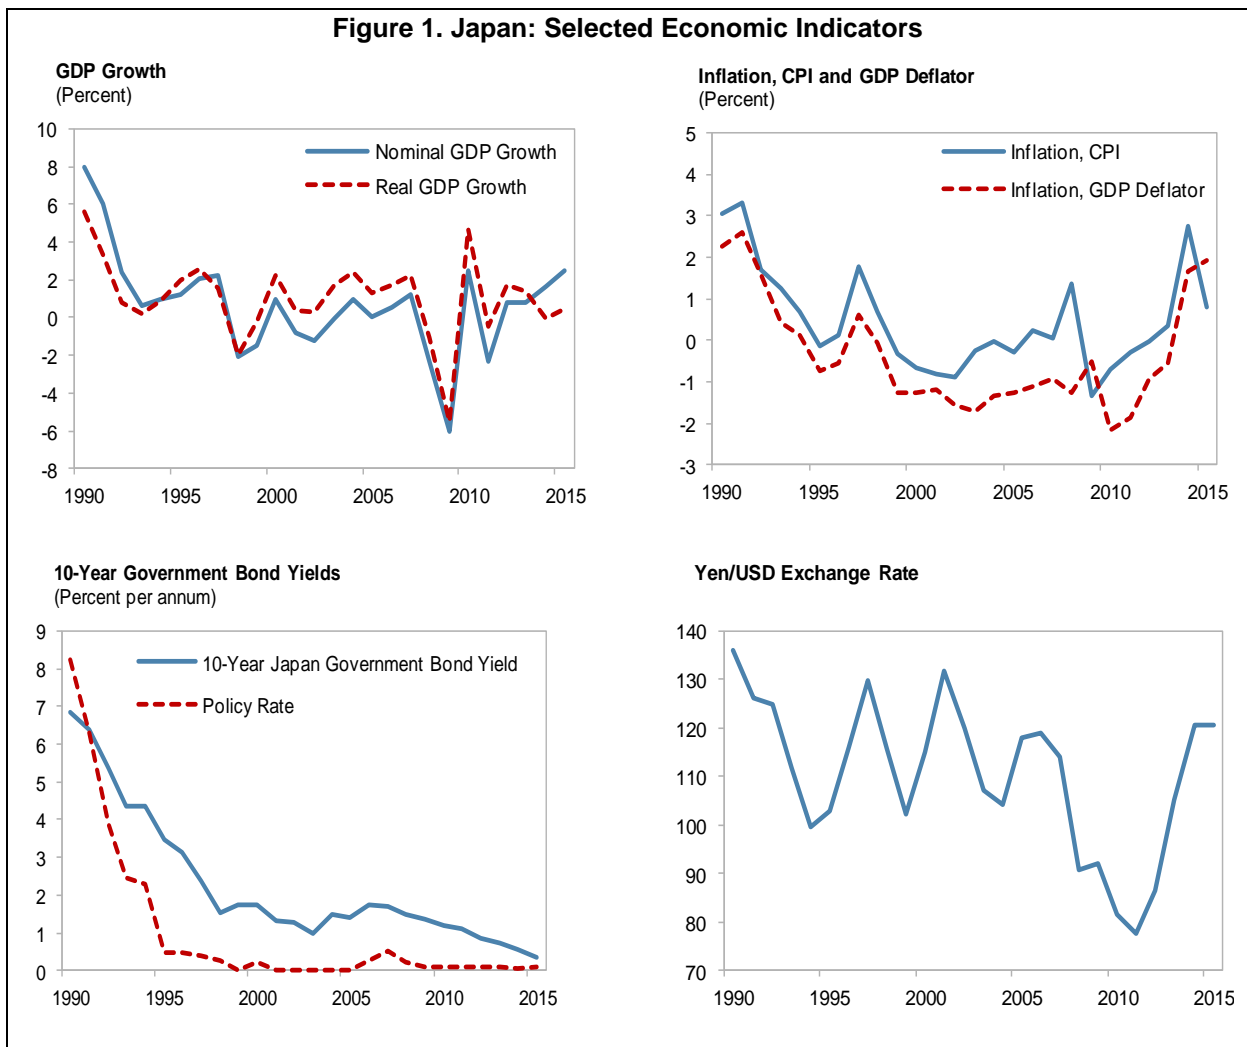 Figure 1. Japan: Selected Economic Indicators
GDP Growth
(Percent)
10
8
6
4
2
0
-2
-4
-6
-8
Nominal GDP Growth
Real GDP Growth
1990 1995 2000 2005 2010 2015
Inflation, CPI and GDP Deflator
(Percent)
5
4
3
2
1
0
-1
-2
-3
Inflation, CPI
Inflation, GDP Deflator
1990 1995 2000 2005 2010 2015
10-Year Government Bond Yields
(Percent per annum)
9
8
7
6
5
4
3
2
1
0
10-Year Japan Government Bond Yield
Policy Rate
1990 1995 2000 2005 2010 2015
Yen/USD Exchange Rate
140
130
120
110
100
90
80
70
1990 1995 2000 2005 2010 2015